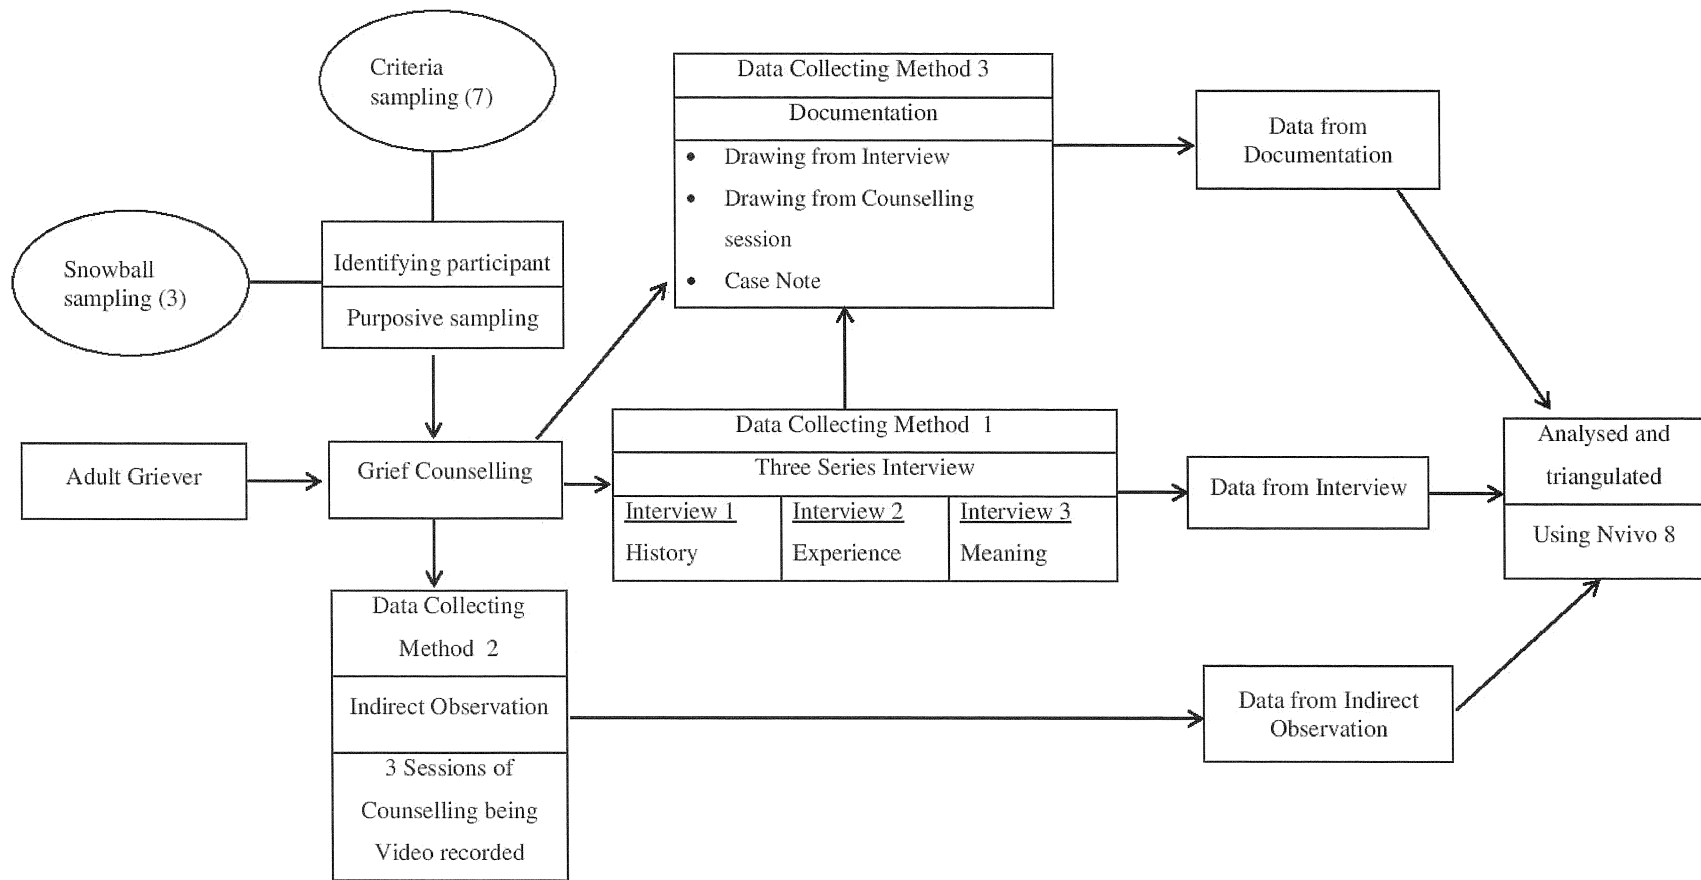 Criteria
sampling (7)
Snowball
sampling (3)
Identifying participant
Purposive sampling
Adult Griever
Grief Counselling
Data Collecting Method 3
Documentation
• Drawing from Interview
• Drawing from Counselling
session
• Case Note
Data Collecting Method 1
Three Series Interview
Interview 1
History
Interview 2
Experience
Interview 3
Meaning
Data Collecting
Method 2
Indirect Observation
3 Sessions of
Counselling being
Video recorded
Data from
Documentation
Data from Interview
Data from Indirect
Observation
Analysed and
triangulated
Using Nvivo 8